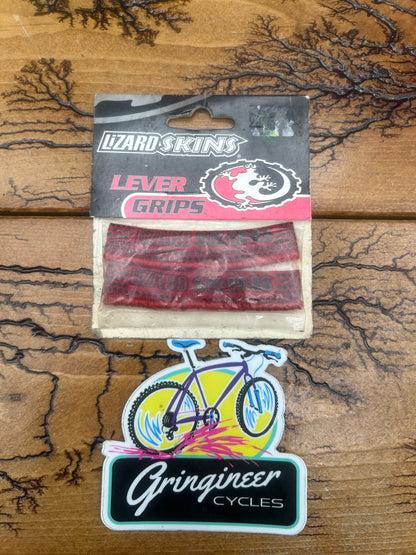 LiZARD SKINS
LEVER
GRIPS
Gringineer
CYCLES